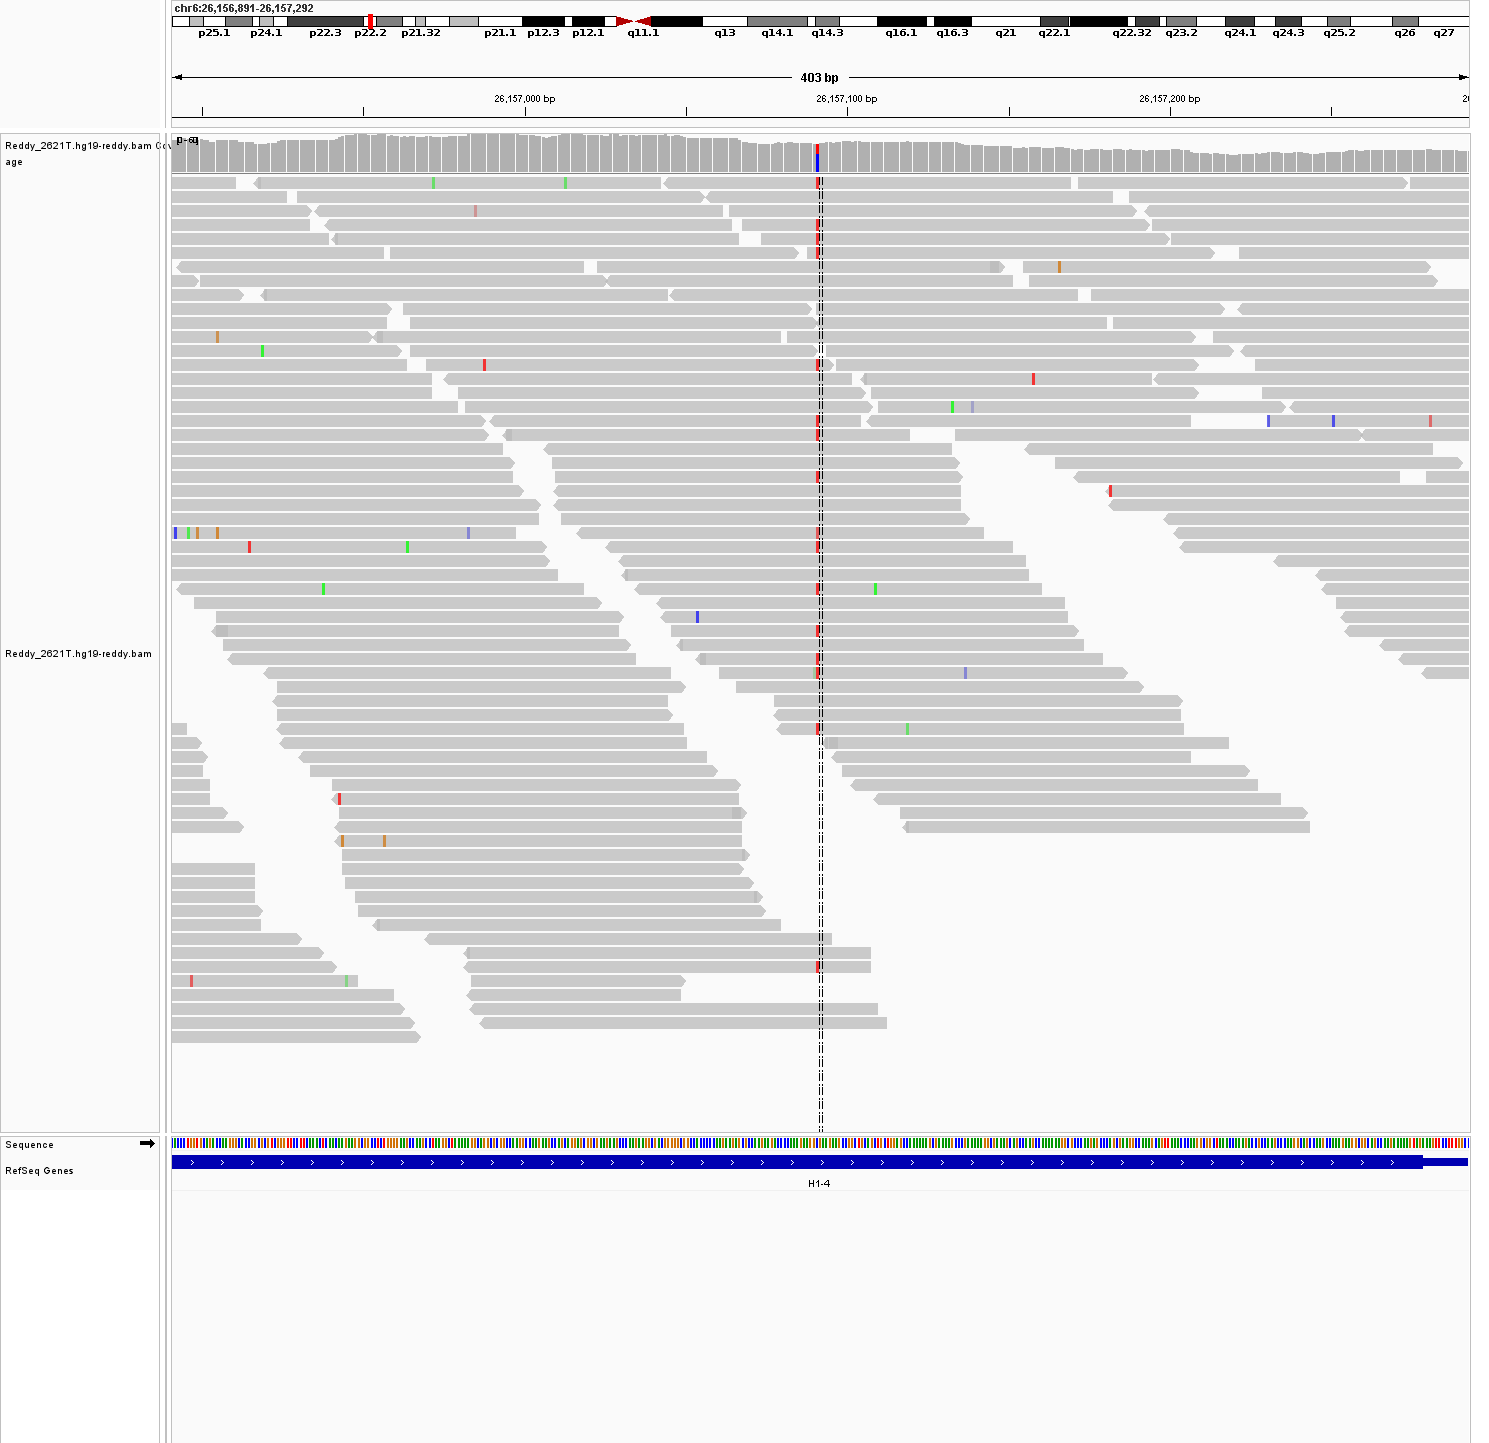 chr6:26,156,891-26,157,292
p25.1 p24.1 p22.3 p22.2 p21.32 p21.1 p12.3 p12.1 q11.1 q13 q14.1 q14.3 q16.1 q16.3 q21 q22.1 q22.32 q23.2 q24.1 q24.3 q25.2 q26 q27
403 bp
26,157,000 bp 26,157,100 bp 26,157,200 bp
Reddy_2621T.hg19-reddy.bam Cov
age
Reddy_2621T.hg19-reddy.bam
Sequence
RefSeq Genes
H1-4